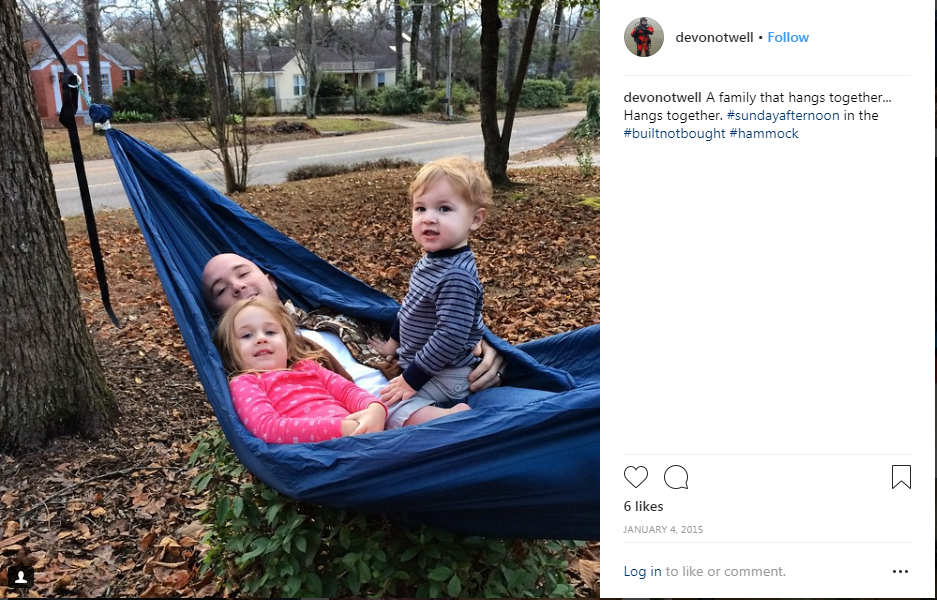 devonotwell • Follow
devonotwell A family that hangs together...
Hangs together. #sundayafternoon in the
#builtnotbought #hammock
6 likes
JANUARY 4, 2015
Log in to like or comment.